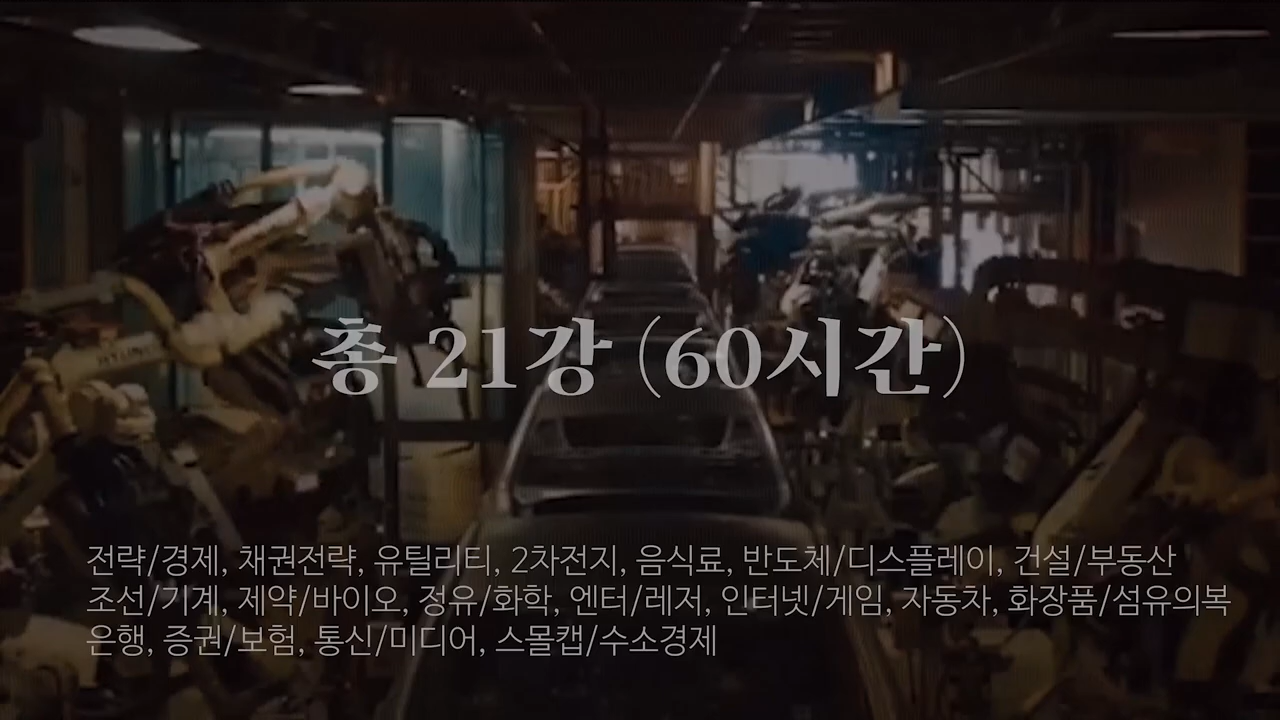 총 21강 (60시간)
전략/경제, 채권전략, 유틸리티, 2차전지, 음식료, 반도체/디스플레이, 건설/부동산
조선/기계, 제약/바이오, 정유/화학, 엔터/레저, 인터넷/게임, 자동차, 화장품/섬유의복
은행, 증권/보험, 통신/미디어, 스몰캡/수소경제